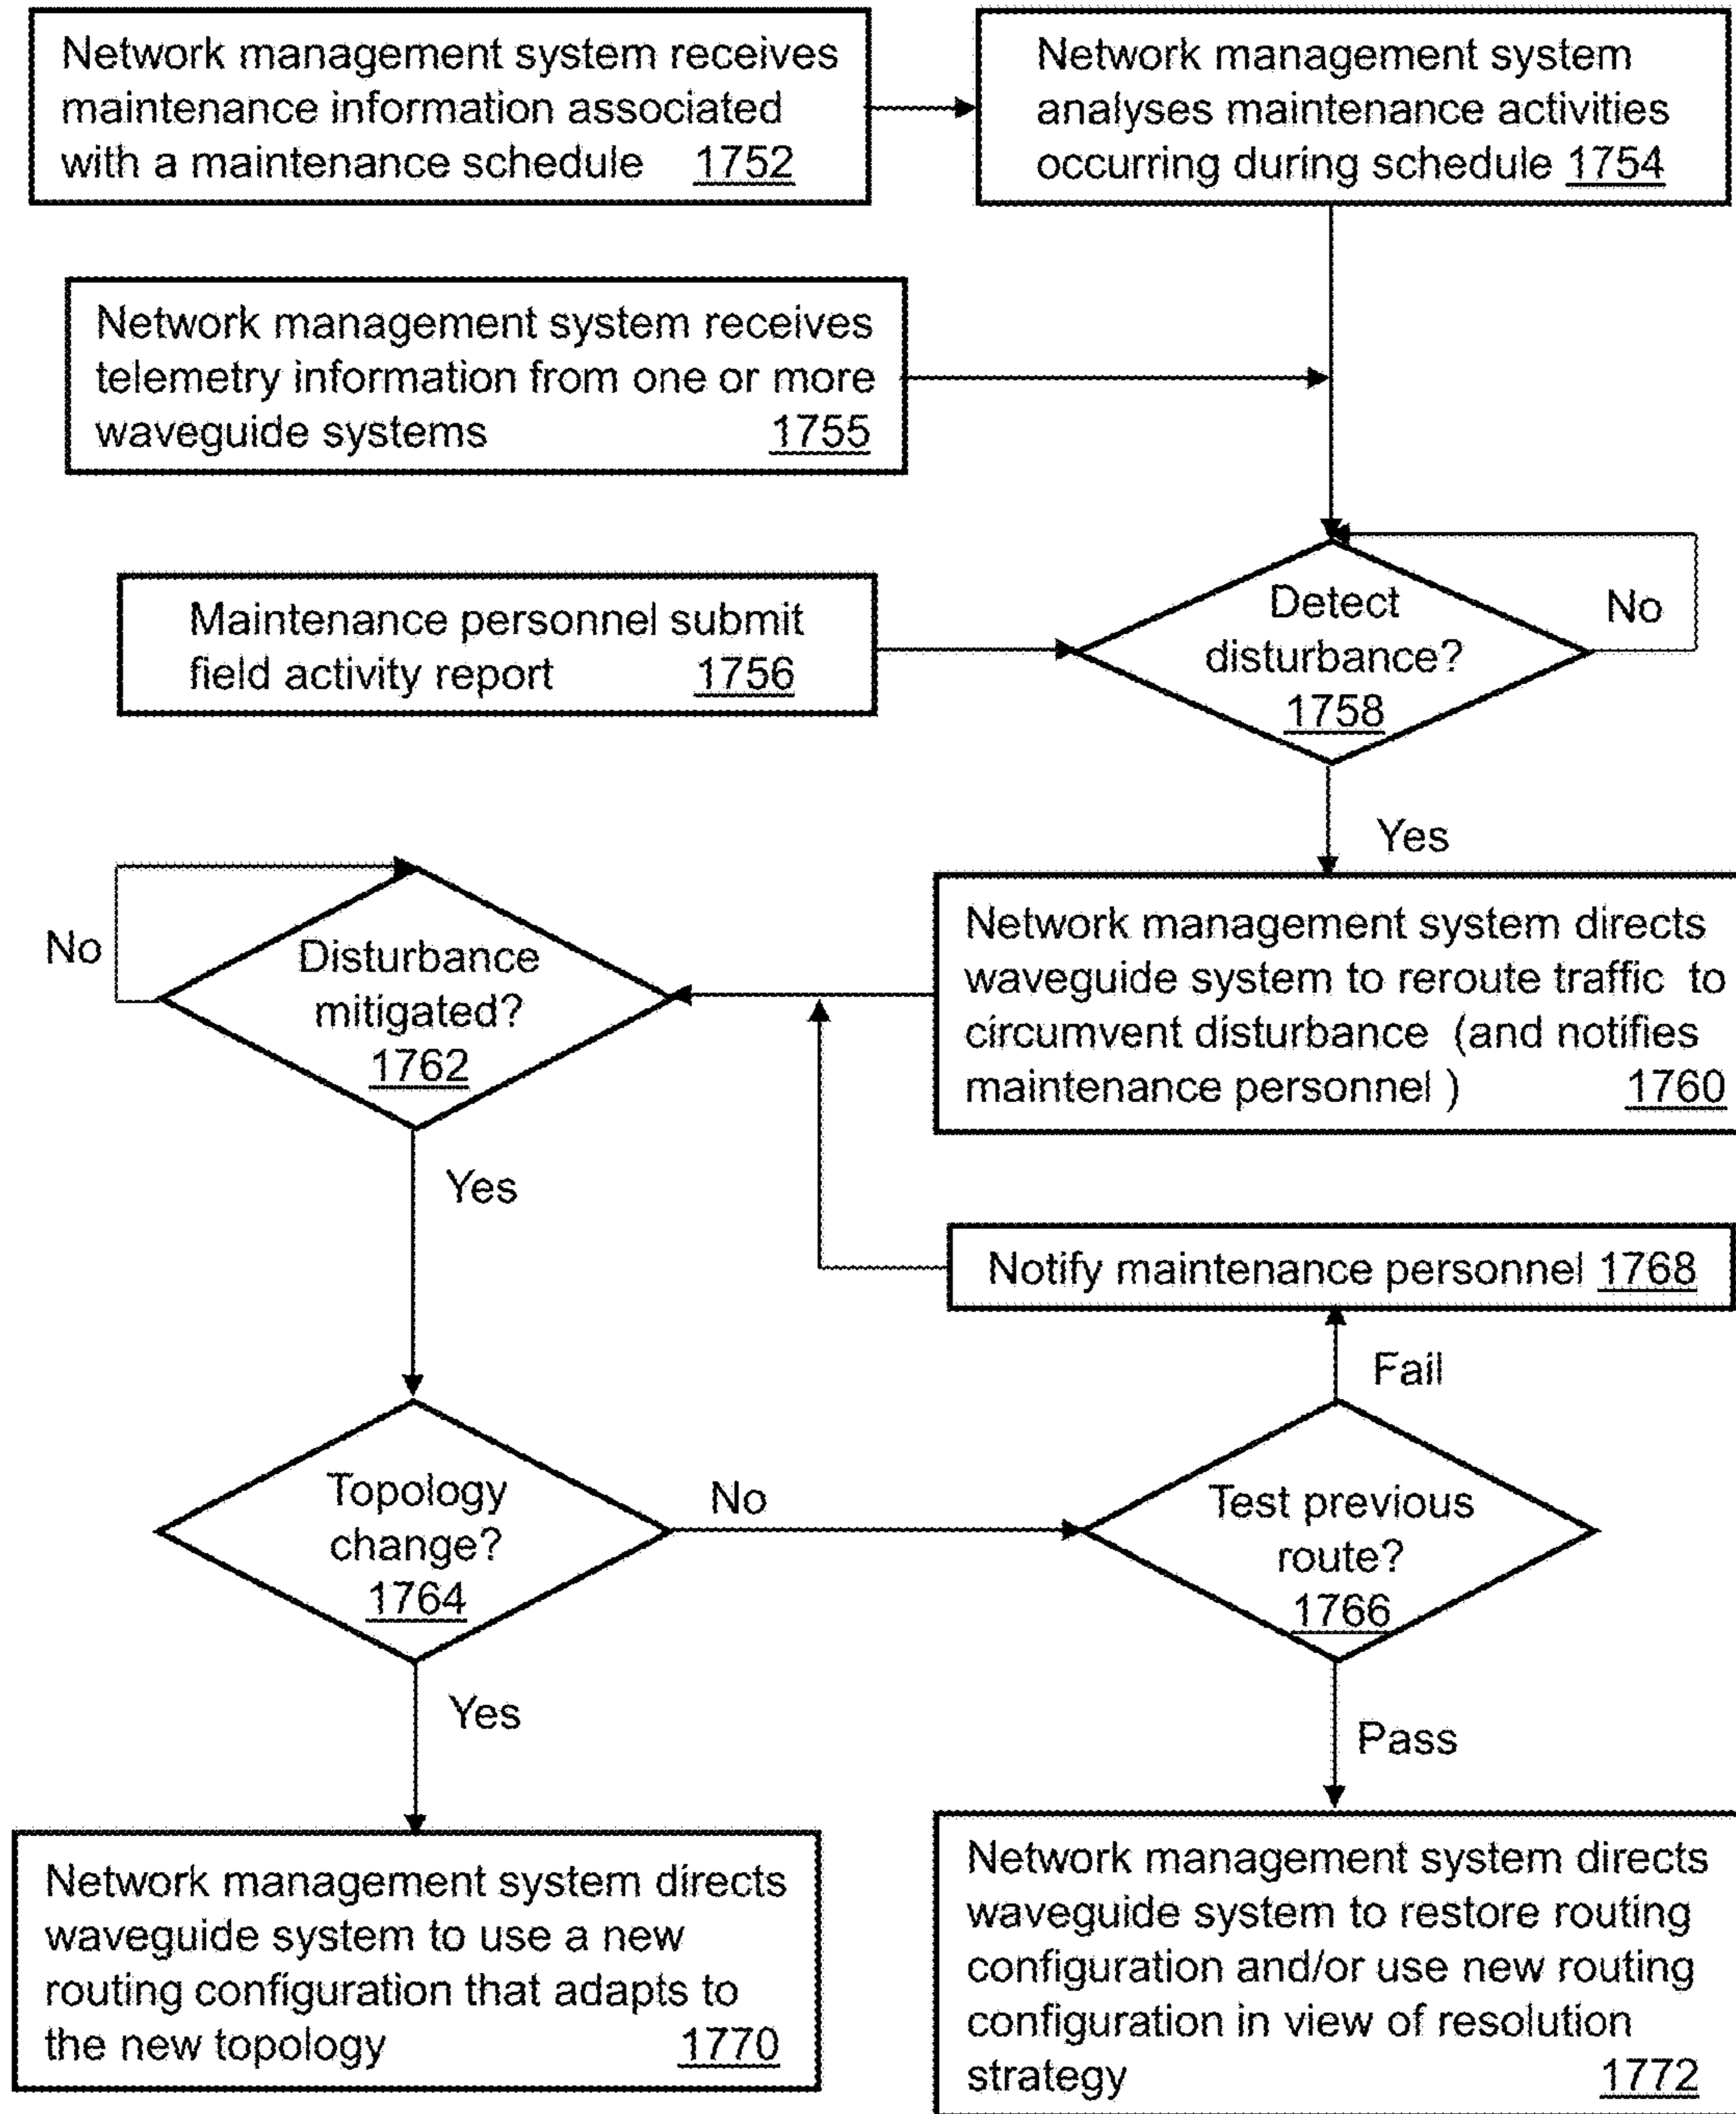 Network management system receives
maintenance information associated
with a maintenance schedule 1752
Network management system
analyses maintenance activities
occurring during schedule 1754
Network management system receives
telemetry information from one or more
waveguide systems 1755
Maintenance personnel submit
field activity report 1756
Detect
disturbance?
1758
No
Yes
Network management system directs
waveguide system to reroute traffic to
circumvent disturbance (and notifies
maintenance personnel ) 1760
No
Disturbance
mitigated?
1762
Yes
Notify maintenance personnel 1768
Fail
Topology
change?
1764
No
Test previous
route?
1766
Yes
Pass
Network management system directs
waveguide system to use a new
routing configuration that adapts to
the new topology 1770
Network management system directs
waveguide system to restore routing
configuration and/or use new routing
configuration in view of resolution
strategy 1772